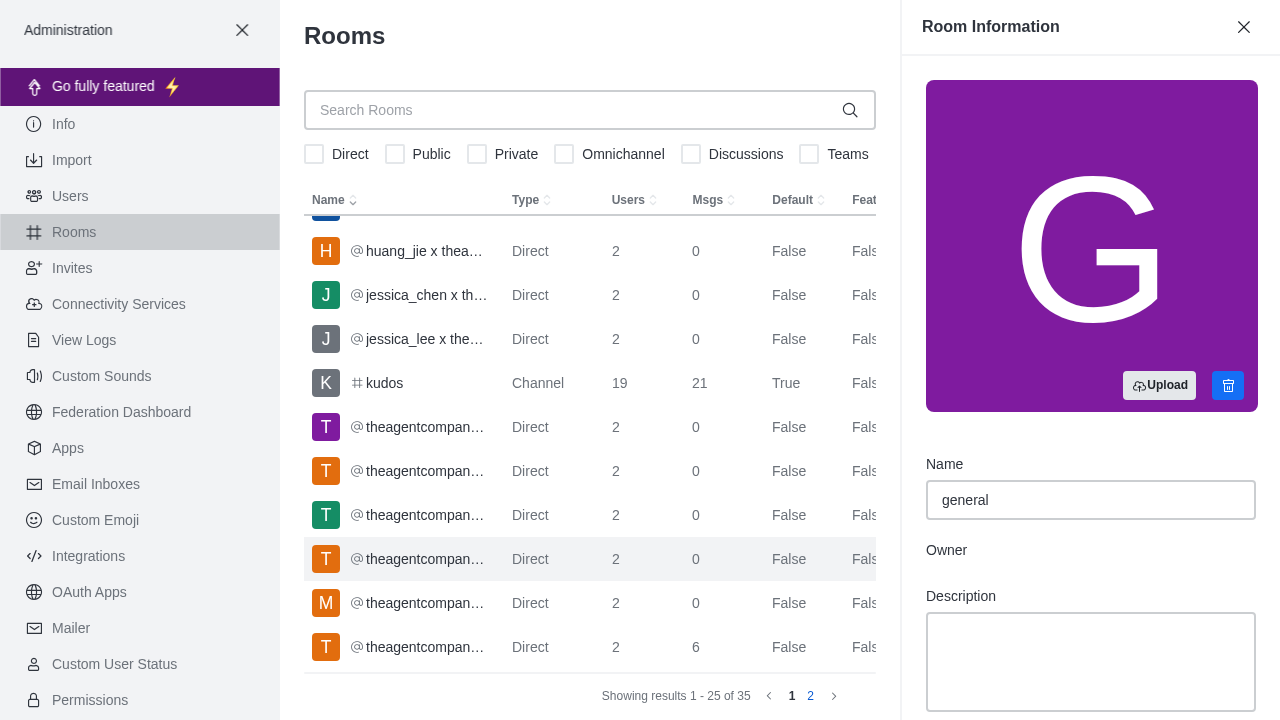 Administration
Go fully featured
Info
Import
Users
Rooms
Invites
Connectivity Services
View Logs
Custom Sounds
Federation Dashboard
Apps
Email Inboxes
Custom Emoji
Integrations
OAuth Apps
Mailer
Custom User Status
Permissions
Rooms
Search Rooms
Direct Public Private Omnichannel Discussions Teams
Name Type Users Msgs Default Feat
H @ huang_jie x thea… Direct 2 0 False Fals
J @ jessica_chen x th… Direct 2 0 False Fals
J @ jessica_lee x the… Direct 2 0 False Fals
K # kudos Channel 19 21 True Fals
T @ theagentcompan… Direct 2 0 False Fals
T @ theagentcompan… Direct 2 0 False Fals
T @ theagentcompan… Direct 2 0 False Fals
T @ theagentcompan… Direct 2 0 False Fals
M @ theagentcompan… Direct 2 0 False Fals
T @ theagentcompan… Direct 2 6 False Fals
Showing results 1 - 25 of 35 1 2
Room Information
G
Upload
Name
general
Owner
Description